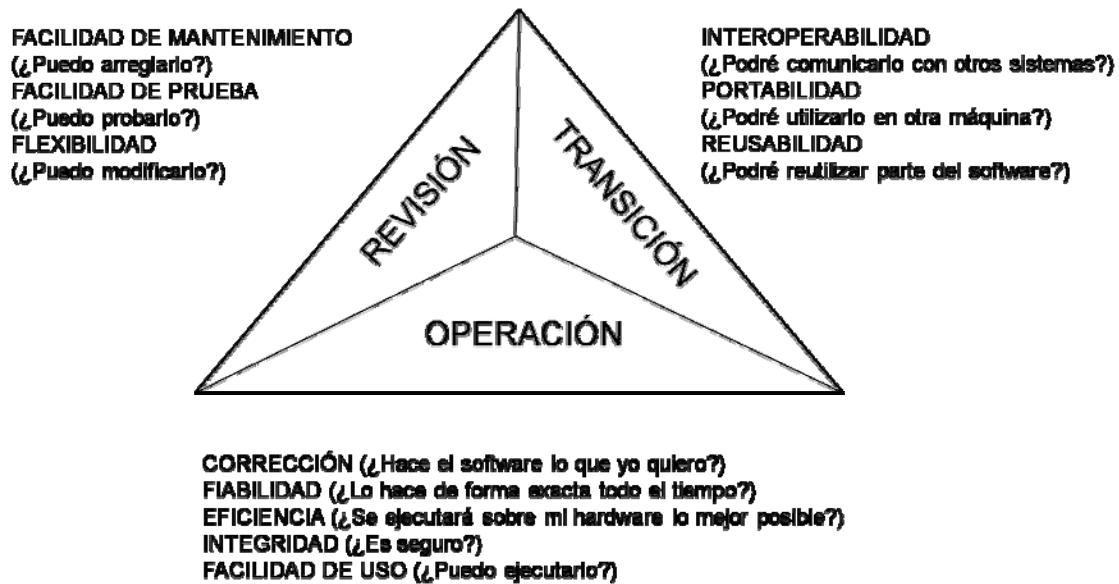 FACILIDAD DE MANTENIMIENTO
(¿Puedo arreglarlo?)
FACILIDAD DE PRUEBA
(¿Puedo probarlo?)
FLEXIBILIDAD
(¿Puedo modificarlo?)
INTEROPERABILIDAD
(¿Podré comunicarlo con otros sistemas?)
PORTABILIDAD
(¿Podré utilizarlo en otra máquina?)
REUSABILIDAD
(¿Podré reutilizar parte del software?)
REVISIÓN
TRANSICIÓN
OPERACIÓN
CORRECCIÓN (¿Hace el software lo que yo quiero?)
FIABILIDAD (¿Lo hace de forma exacta todo el tiempo?)
EFICIENCIA (¿Se ejecutará sobre mi hardware lo mejor posible?)
INTEGRIDAD (¿Es seguro?)
FACILIDAD DE USO (¿Puedo ejecutarlo?)